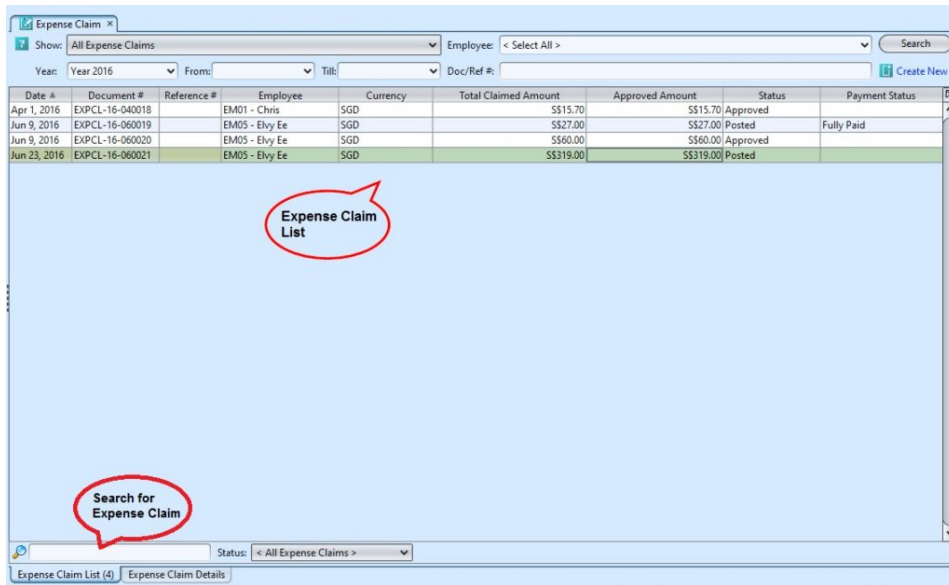 Expense Claim ×
? Show: All Expense Claims Employee: < Select All > Search
Year: Year 2016 From: Till: Doc/Ref #: Create New
Date Document # Reference # Employee Currency Total Claimed Amount Approved Amount Status Payment Status
Apr 1, 2016 EXPCL-16-040018 EM01 - Chris SGD S$15.70 S$15.70 Approved
Jun 9, 2016 EXPCL-16-060019 EM05 - Elvy Ee SGD S$27.00 S$27.00 Posted Fully Paid
Jun 9, 2016 EXPCL-16-060020 EM05 - Elvy Ee SGD S$60.00 S$60.00 Approved
Jun 23, 2016 EXPCL-16-060021 EM05 - Elvy Ee SGD S$319.00 S$319.00 Posted
Expense Claim
List
Search for
Expense Claim
Status: < All Expense Claims >
Expense Claim List (4) Expense Claim Details